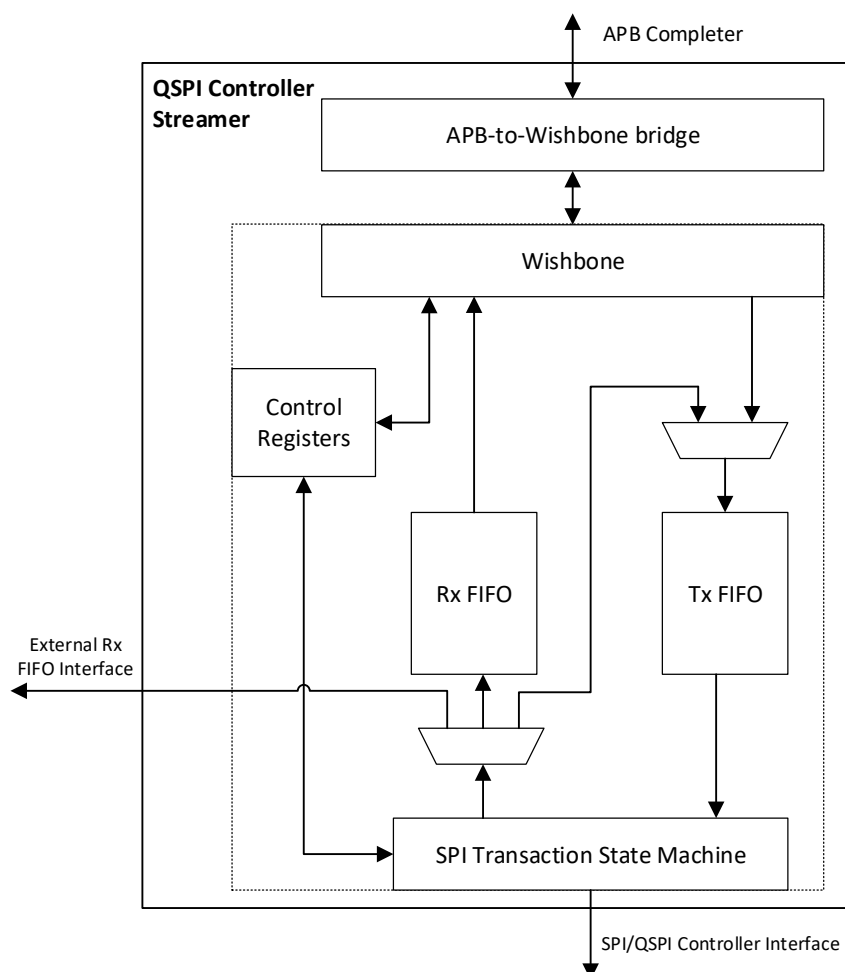 APB Completer
QSPI Controller
Streamer
APB-to-Wishbone bridge
Wishbone
Control
Registers
Rx FIFO
Tx FIFO
External Rx
FIFO Interface
SPI Transaction State Machine
SPI/QSPI Controller Interface